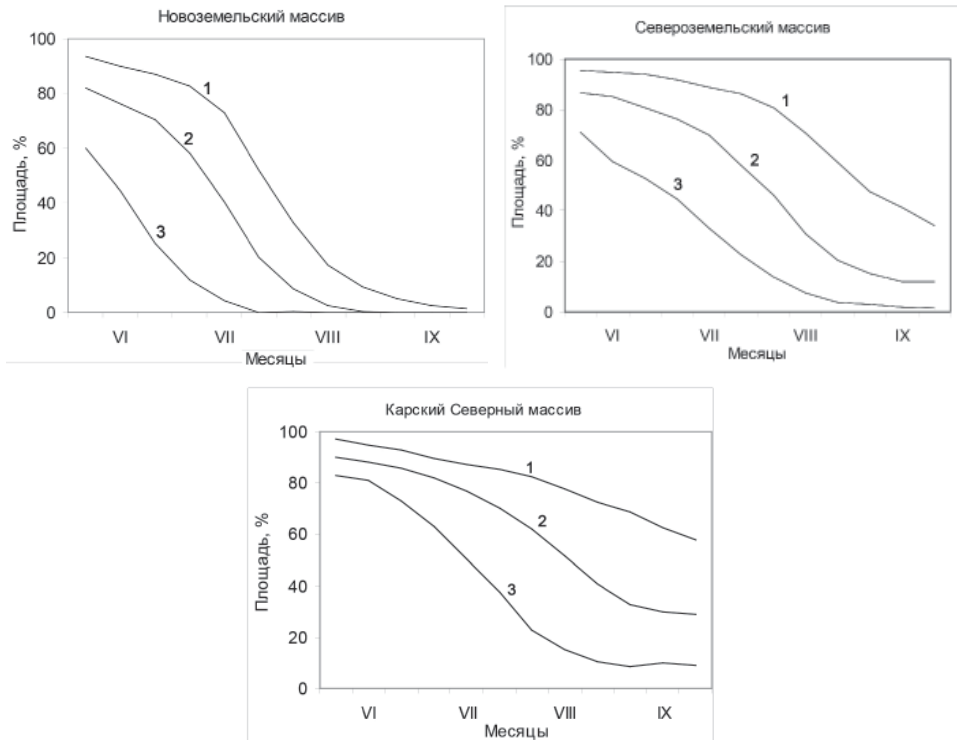 Новоземельский массив
Площадь, %
100
80
60
40
20
0
1
2
3
VI VII VIII IX
Месяцы
Североземельский массив
Площадь, %
100
80
60
40
20
0
1
2
3
VI VII VIII IX
Месяцы
Карский Северный массив
Площадь, %
100
80
60
40
20
0
1
2
3
VI VII VIII IX
Месяцы